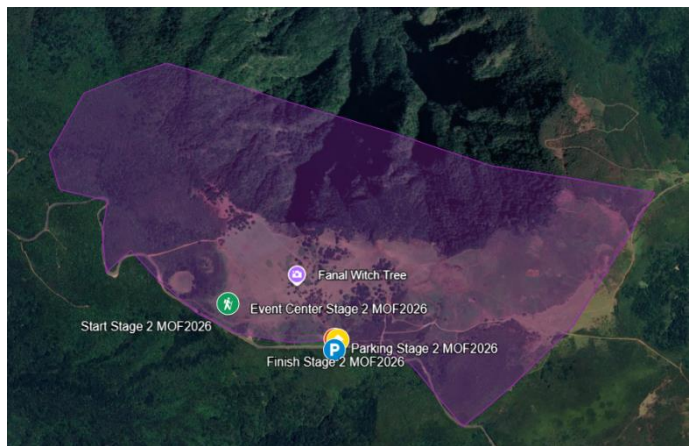 Fanal Witch Tree
Event Center Stage 2 MOF2026
Start Stage 2 MOF2026
P
Parking Stage 2 MOF2026
Finish Stage 2 MOF2026